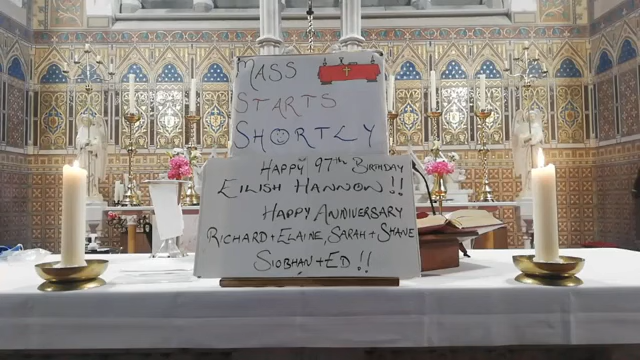 MASS
STARTS
SHORTLY
HAPPY 97th BIRTHDAY
EILISH HANNON!!
HAPPY ANNIVERSARY
RICHARD + ELAINE, SARAH + SHANE
SIOBHAN + ED!!